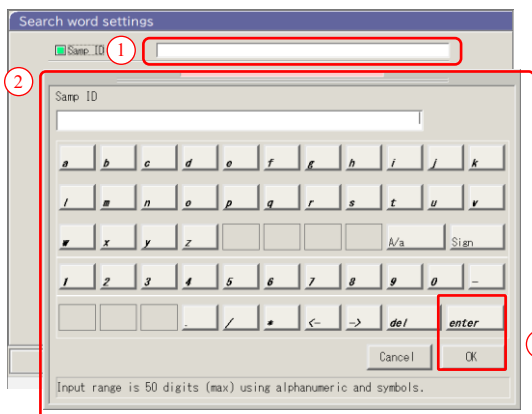 Search word settings
Samp ID 1
2
Samp ID
a b c d e f g h i j k
l m n o p q r s t u v
w x y z A/a Sign
1 2 3 4 5 6 7 8 9 0 -
. / * <- -> del enter
Cancel OK
Input range is 50 digits (max) using alphanumeric and symbols.